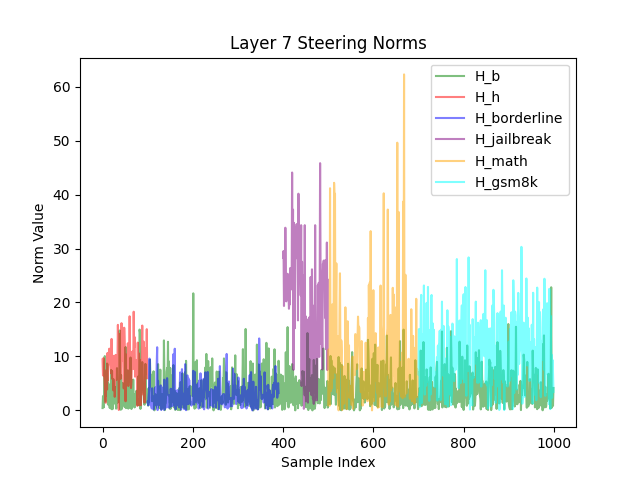 Layer 7 Steering Norms
H_b
H_h
H_borderline
H_jailbreak
H_math
H_gsm8k
Norm Value
60
50
40
30
20
10
0
0 200 400 600 800 1000
Sample Index